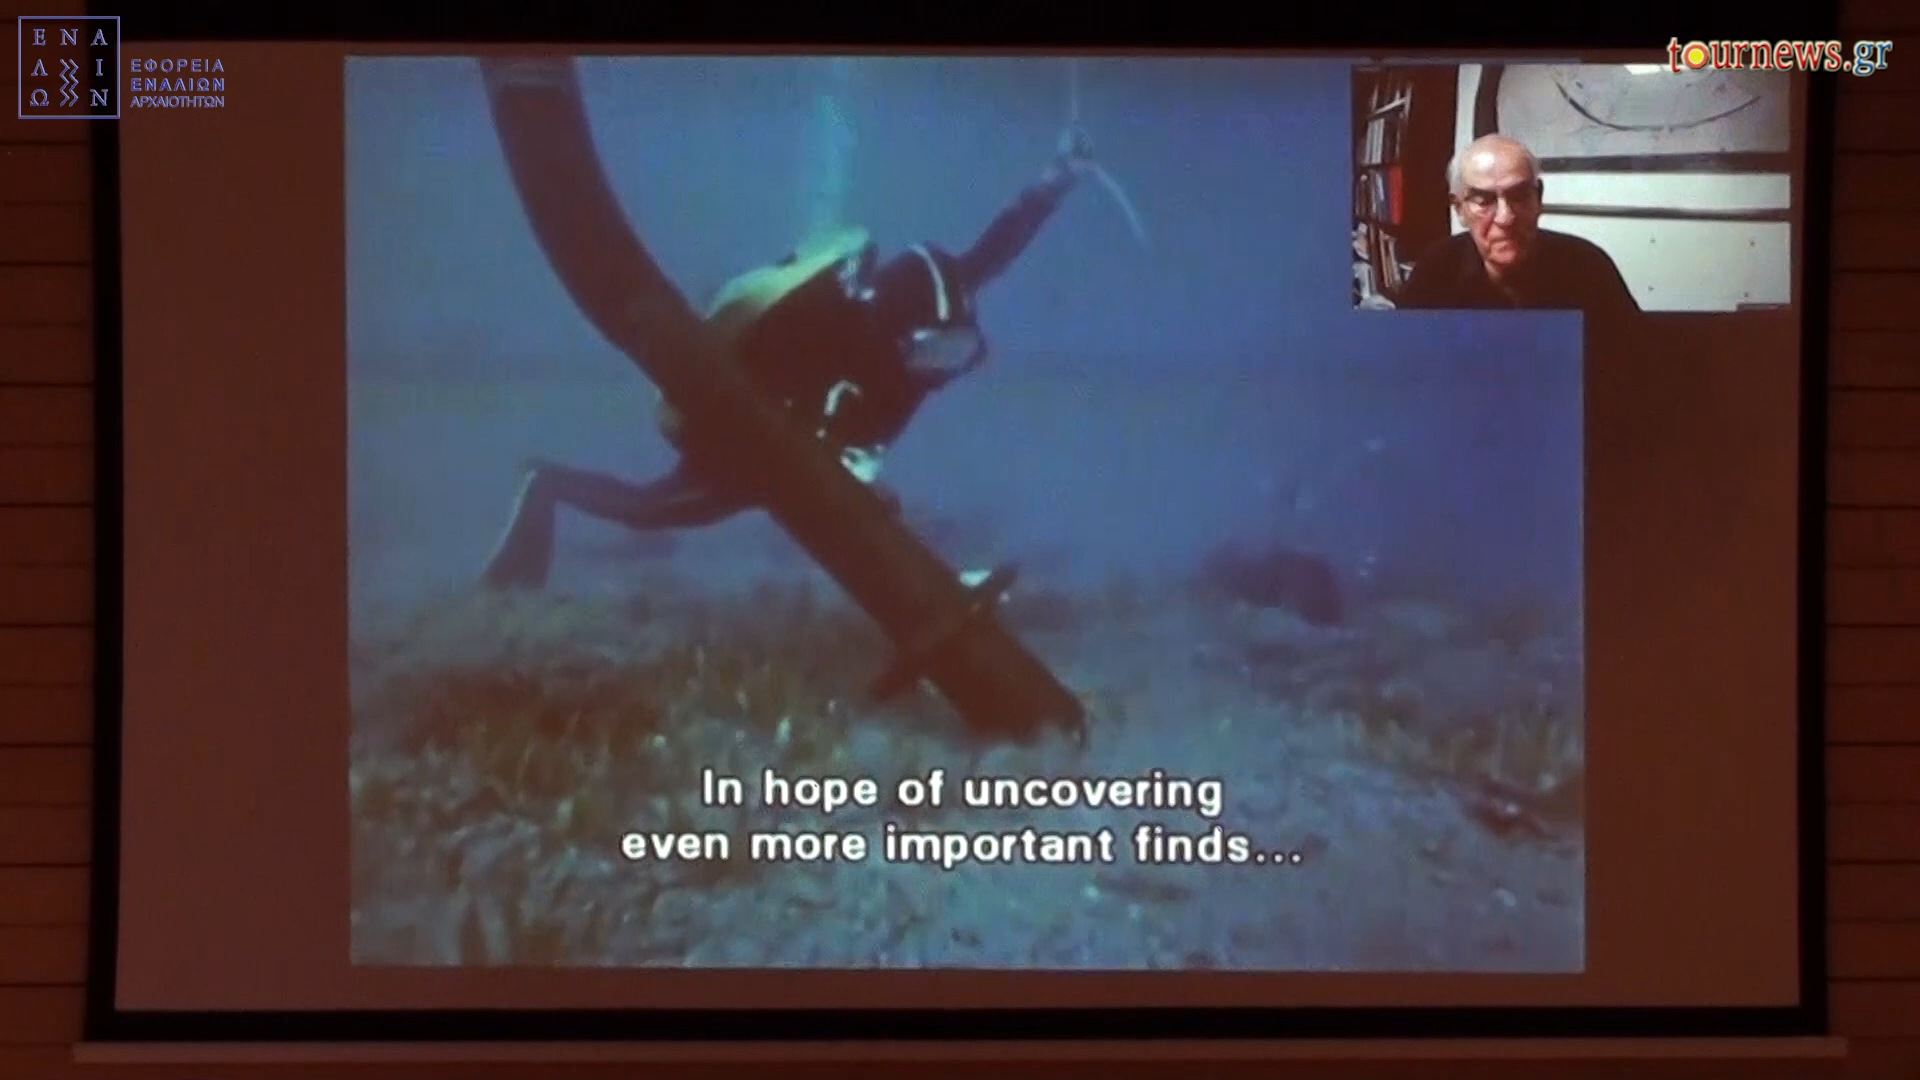 ΕΝΑ
ΛΙ
ΩΝ
ΕΦΟΡΕΙΑ
ΕΝΑΛΙΩΝ
ΑΡΧΑΙΟΤΗΤΩΝ
tournews.gr
In hope of uncovering
even more important finds...